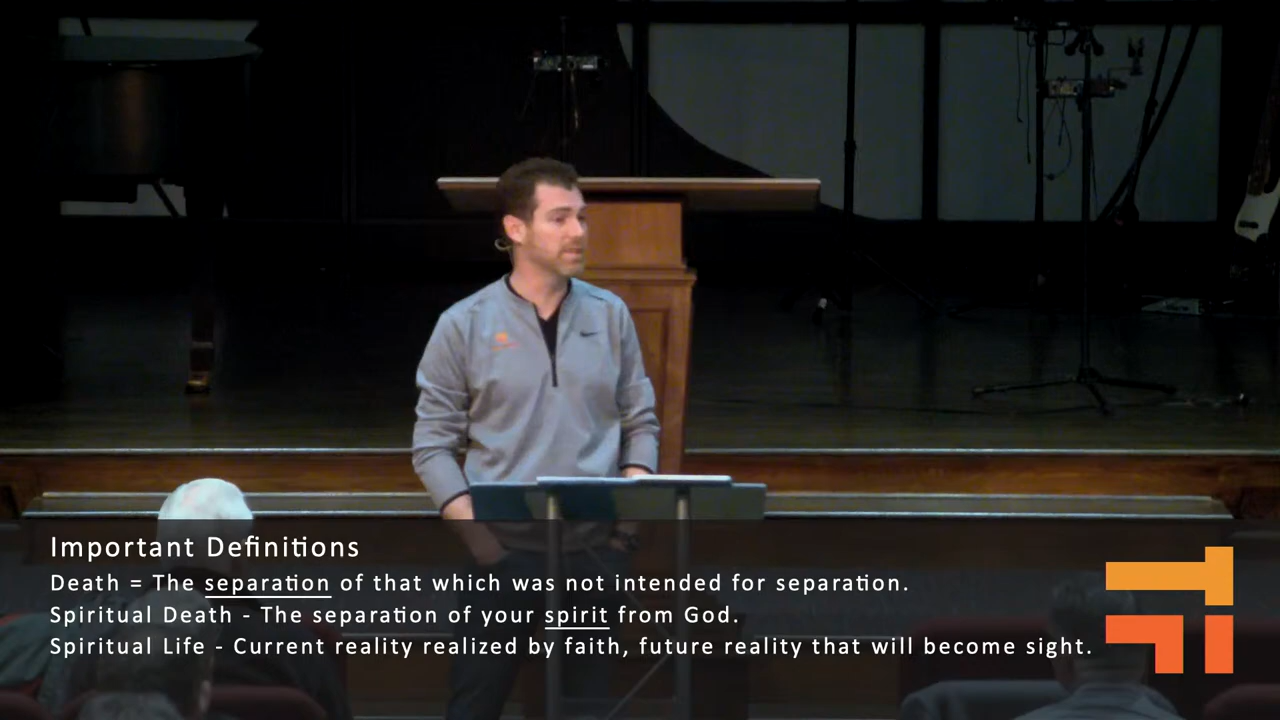 Important Definitions
Death = The separation of that which was not intended for separation.
Spiritual Death - The separation of your spirit from God.
Spiritual Life - Current reality realized by faith, future reality that will become sight.